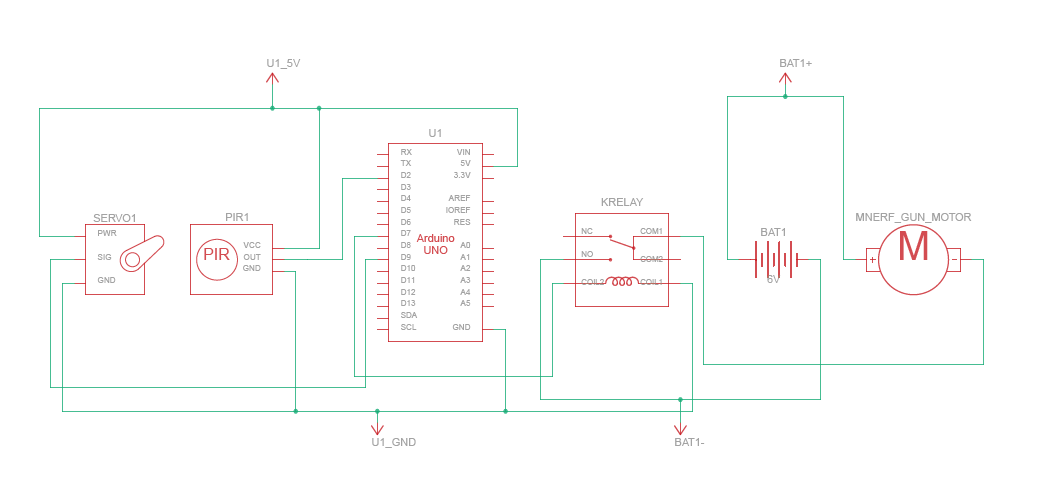 U1_5V
BAT1+
U1
RX VIN
TX 5V
D2 3.3V
D3
D4 AREF
D5 IOREF
D6 RES
D7
D8 A0
D9 A1
D10 A2
D11 A3
D12 A4
D13 A5
SDA
SCL GND
Arduino
UNO
SERVO1
PWR
SIG
GND
PIR1
PIR
VCC
OUT
GND
KRELAY
NC COM1
NO COM2
COIL2 COIL1
BAT1
6V
MNERF_GUN_MOTOR
M
+ -
U1_GND
BAT1-